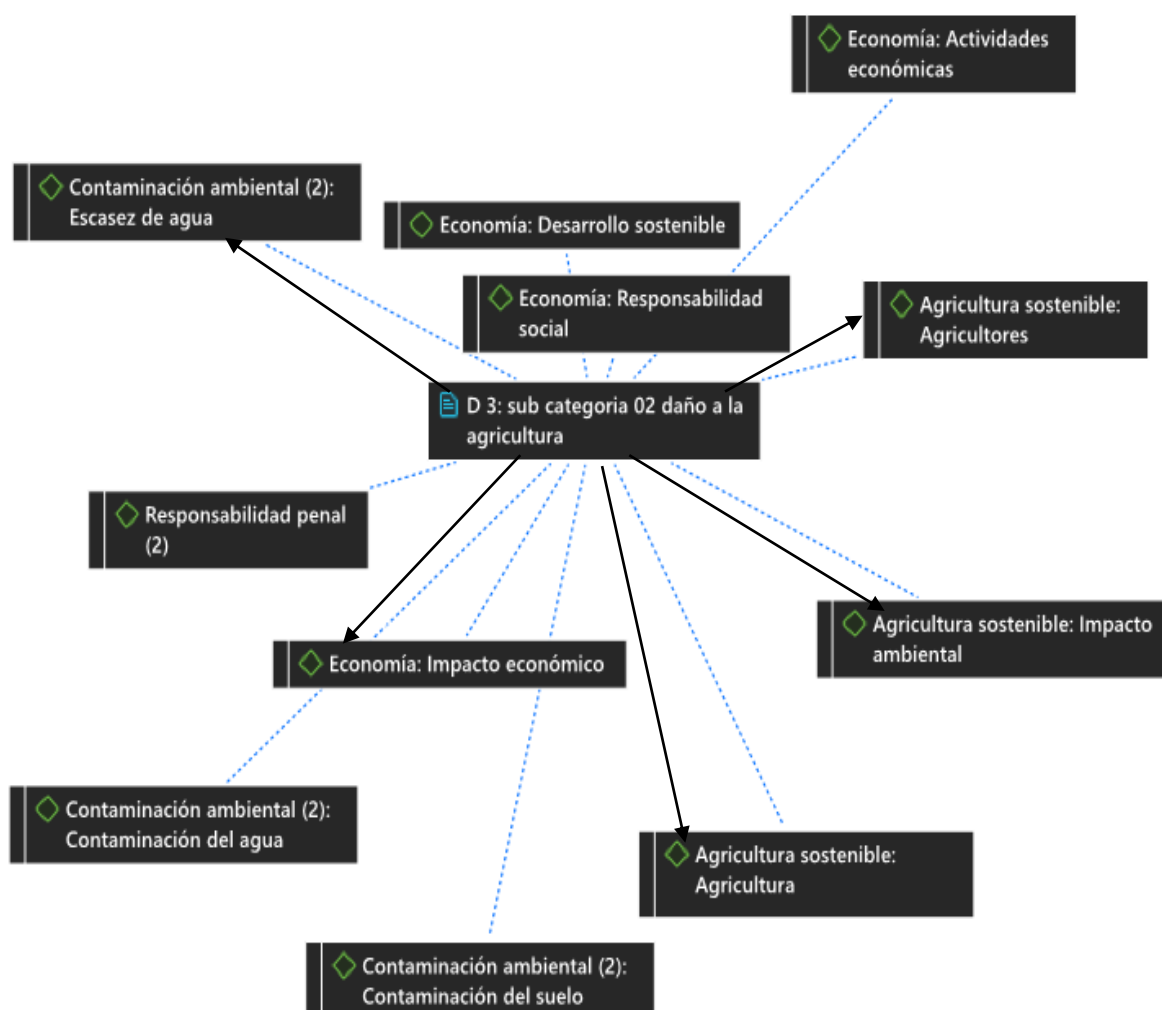 Economía: Actividades
económicas
Contaminación ambiental (2):
Escasez de agua
Economía: Desarrollo sostenible
Economía: Responsabilidad
social
Agricultura sostenible:
Agricultores
D 3: sub categoria 02 daño a la
agricultura
Responsabilidad penal
(2)
Agricultura sostenible: Impacto
ambiental
Economía: Impacto económico
Contaminación ambiental (2):
Contaminación del agua
Agricultura sostenible:
Agricultura
Contaminación ambiental (2):
Contaminación del suelo